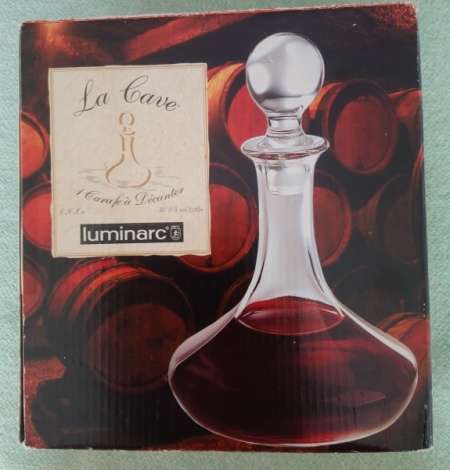 La Cave
1 Carafe à Décanter
luminarc